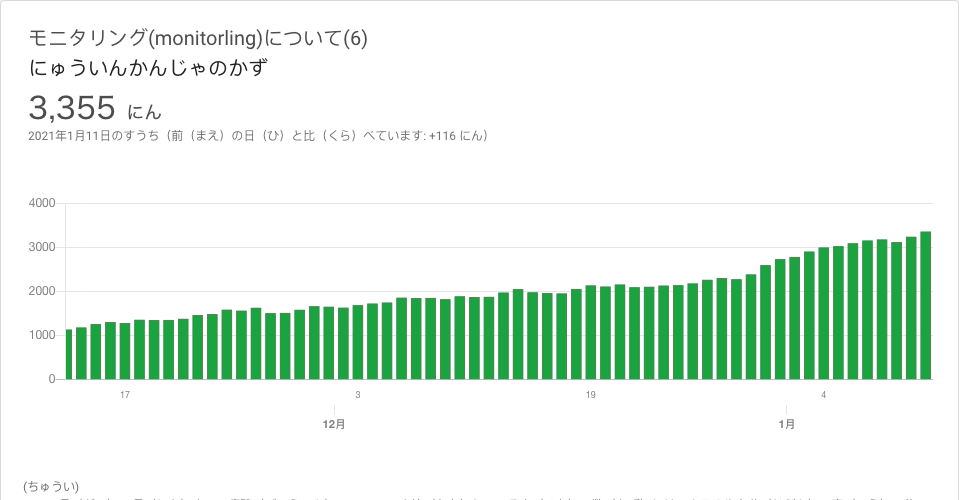 モニタリング(monitorling)について(6)
にゅういんかんじゃのかず
3,355 にん
2021年1月11日のすうち（前（まえ）の日（ひ）と比（くら）べています: +116 にん）
4000
3000
2000
1000
0
17 3 19 4
12月 1月
(ちゅうい)